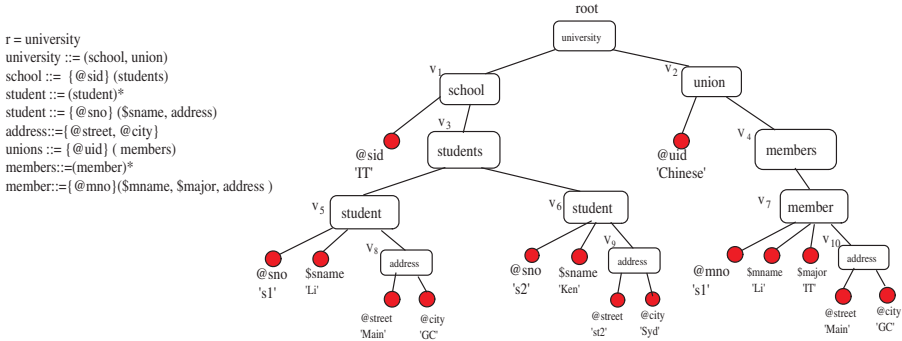 r = university
university ::= (school, union)
school ::= {@sid} (students)
student ::= (student)*
student ::= {@sno} ($sname, address)
address::={@street, @city}
unions ::= {@uid} ( members)
members::=(member)*
member::={@mno}($mname, $major, address )
root
university
v1
school
v2
union
@sid
'IT'
v3
students
@uid
'Chinese'
v4
members
v5
student
v6
student
v7
member
@sno
's1'
$sname
'Li'
v8
address
@street
'Main'
@city
'GC'
@sno
's2'
$sname
'Ken'
v9
address
@street
'st2'
@city
'Syd'
@mno
's1'
$mname
'Li'
$major
'IT'
v10
address
@street
'Main'
@city
'GC'